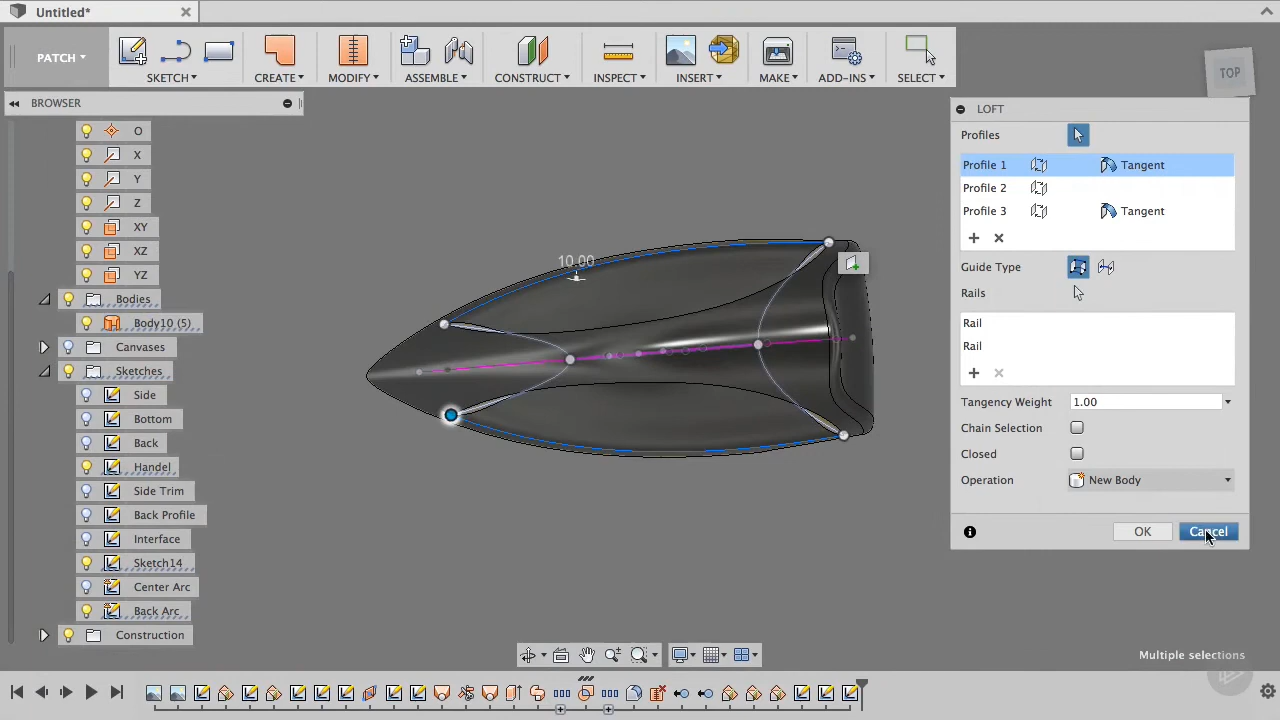 Untitled*
PATCH
SKETCH
CREATE
MODIFY
ASSEMBLE
CONSTRUCT
INSPECT
INSERT
MAKE
ADD-INS
SELECT
TOP
BROWSER
O
X
Y
Z
XY
XZ
YZ
Bodies
Body10 (5)
Canvases
Sketches
Side
Bottom
Back
Handel
Side Trim
Back Profile
Interface
Sketch14
Center Arc
Back Arc
Construction
10.00
LOFT
Profiles
Profile 1 Tangent
Profile 2
Profile 3 Tangent
Guide Type
Rails
Rail
Rail
Tangency Weight 1.00
Chain Selection
Closed
Operation New Body
OK Cancel
Multiple selections